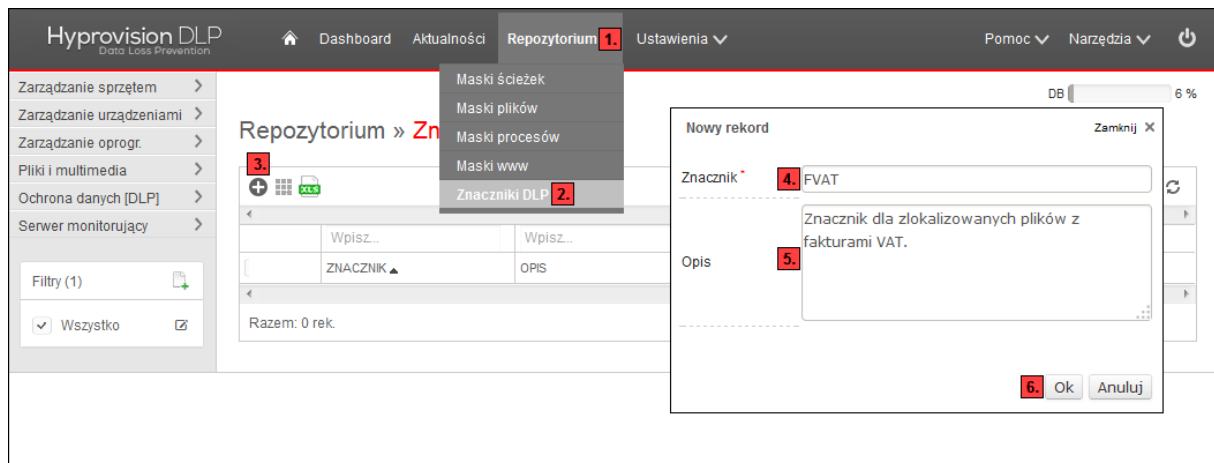 Hyprovision DLP
Data Loss Prevention
Dashboard Aktualności Repozytorium 1. Ustawienia Pomoc Narzędzia
Zarządzanie sprzętem
Zarządzanie urządzeniami
Zarządzanie oprogr.
Pliki i multimedia
Ochrona danych [DLP]
Serwer monitorujący
Filtry (1)
Wszystko
Maski ścieżek
Maski plików
Maski procesów
Maski www
Znaczniki DLP 2.
DB 6 %
Repozytorium » Zn
3.
XLS
Wpisz... Wpisz...
ZNACZNIK OPIS
Razem: 0 rek.
Nowy rekord Zamknij X
Znacznik * 4. FVAT
Opis 5. Znacznik dla zlokalizowanych plików z
fakturami VAT.
6. Ok Anuluj